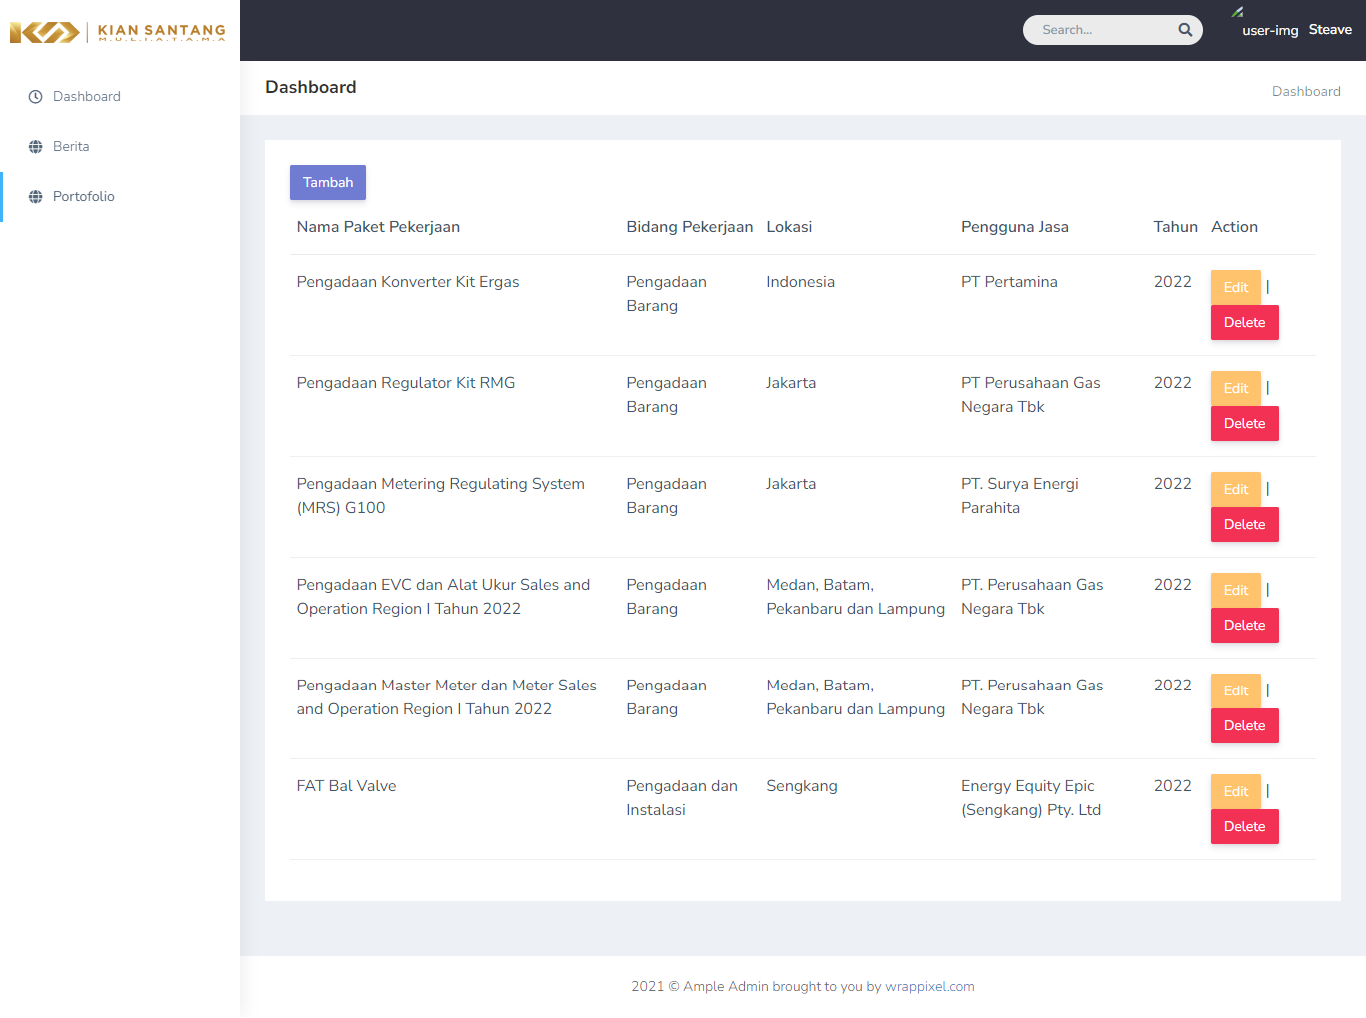 KIAN SANTANG
M.U.L.I.A.T.A.M.A
Search...
user-img
Steave
Dashboard
Berita
Portofolio
Dashboard
Dashboard
Tambah
Nama Paket Pekerjaan Bidang Pekerjaan Lokasi Pengguna Jasa Tahun Action
Pengadaan Konverter Kit Ergas Pengadaan Indonesia PT Pertamina 2022 Edit |
Barang Delete
Pengadaan Regulator Kit RMG Pengadaan Jakarta PT Perusahaan Gas 2022 Edit |
Barang Negara Tbk Delete
Pengadaan Metering Regulating System Pengadaan Jakarta PT. Surya Energi 2022 Edit |
(MRS) G100 Barang Parahita Delete
Pengadaan EVC dan Alat Ukur Sales and Pengadaan Medan, Batam, PT. Perusahaan Gas 2022 Edit |
Operation Region I Tahun 2022 Barang Pekanbaru dan Lampung Negara Tbk Delete
Pengadaan Master Meter dan Meter Sales Pengadaan Medan, Batam, PT. Perusahaan Gas 2022 Edit |
and Operation Region I Tahun 2022 Barang Pekanbaru dan Lampung Negara Tbk Delete
FAT Bal Valve Pengadaan dan Sengkang Energy Equity Epic 2022 Edit |
Instalasi (Sengkang) Pty. Ltd Delete
2021 © Ample Admin brought to you by wrappixel.com